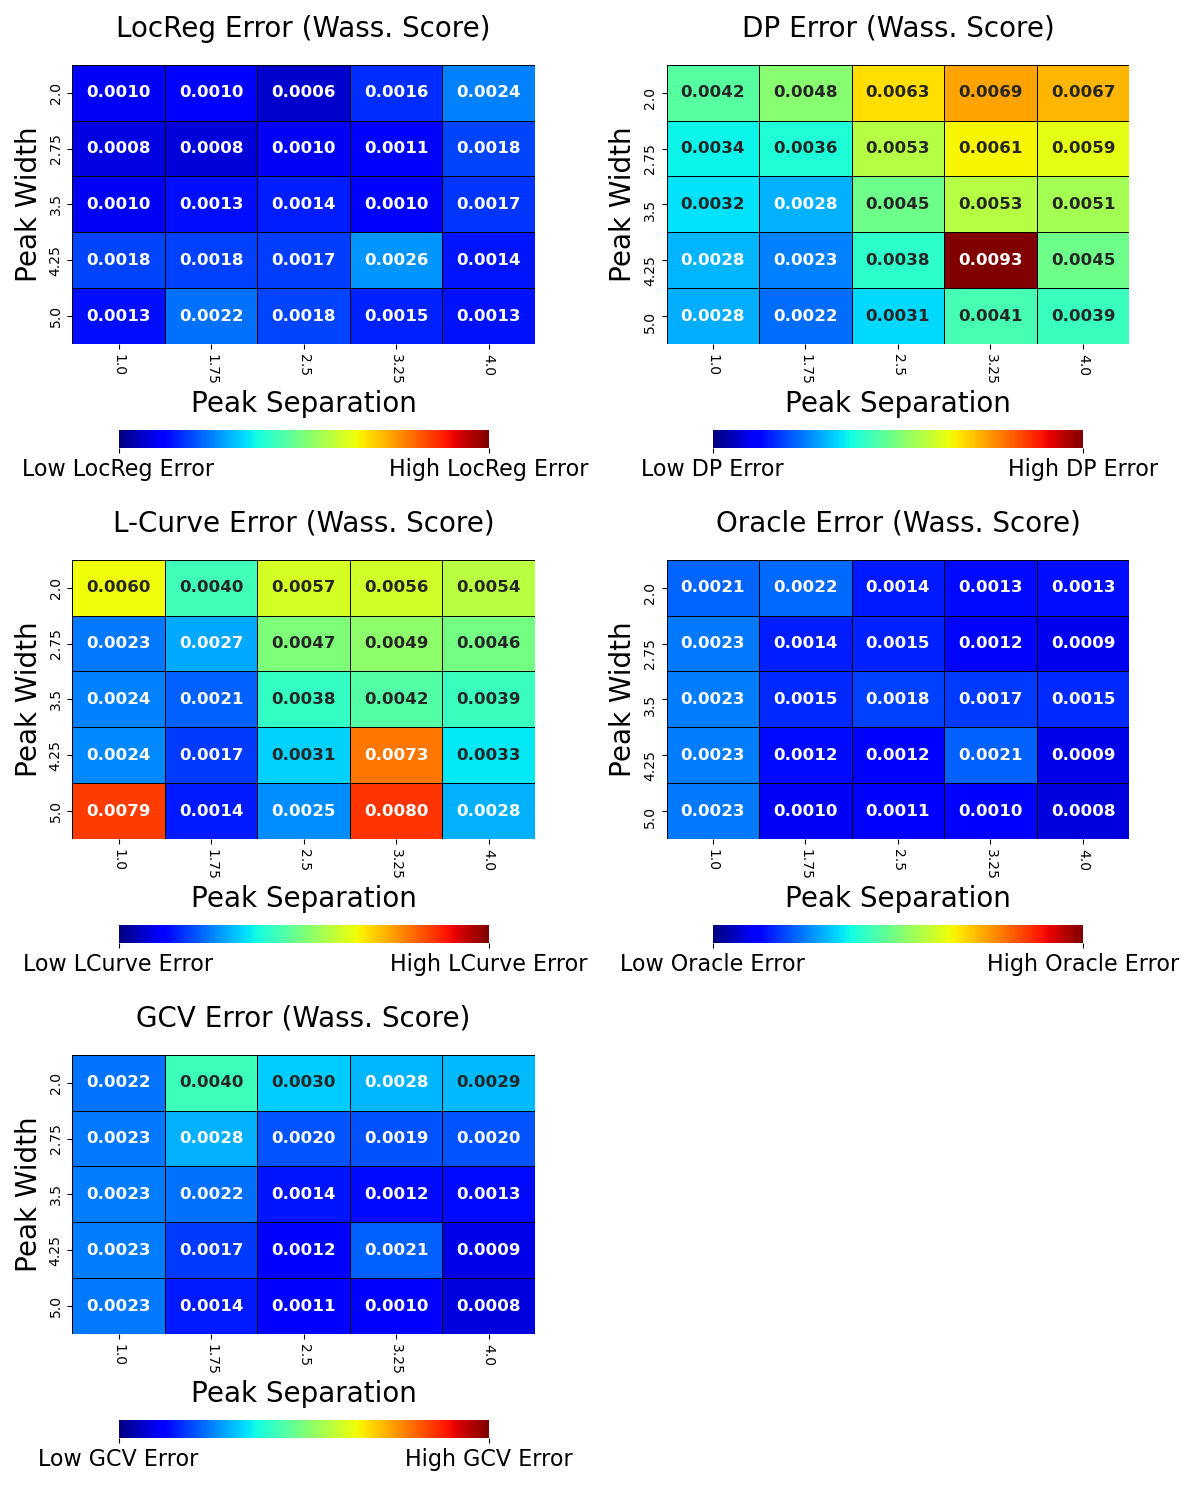 LocReg Error (Wass. Score)
Peak Width
2.0 0.0010 0.0010 0.0006 0.0016 0.0024
2.75 0.0008 0.0008 0.0010 0.0011 0.0018
3.5 0.0010 0.0013 0.0014 0.0010 0.0017
4.25 0.0018 0.0018 0.0017 0.0026 0.0014
5.0 0.0013 0.0022 0.0018 0.0015 0.0013
1.0 1.75 2.5 3.25 4.0
Peak Separation
Low LocReg Error High LocReg Error
DP Error (Wass. Score)
Peak Width
2.0 0.0042 0.0048 0.0063 0.0069 0.0067
2.75 0.0034 0.0036 0.0053 0.0061 0.0059
3.5 0.0032 0.0028 0.0045 0.0053 0.0051
4.25 0.0028 0.0023 0.0038 0.0093 0.0045
5.0 0.0028 0.0022 0.0031 0.0041 0.0039
1.0 1.75 2.5 3.25 4.0
Peak Separation
Low DP Error High DP Error
L-Curve Error (Wass. Score)
Peak Width
2.0 0.0060 0.0040 0.0057 0.0056 0.0054
2.75 0.0023 0.0027 0.0047 0.0049 0.0046
3.5 0.0024 0.0021 0.0038 0.0042 0.0039
4.25 0.0024 0.0017 0.0031 0.0073 0.0033
5.0 0.0079 0.0014 0.0025 0.0080 0.0028
1.0 1.75 2.5 3.25 4.0
Peak Separation
Low LCurve Error High LCurve Error
Oracle Error (Wass. Score)
Peak Width
2.0 0.0021 0.0022 0.0014 0.0013 0.0013
2.75 0.0023 0.0014 0.0015 0.0012 0.0009
3.5 0.0023 0.0015 0.0018 0.0017 0.0015
4.25 0.0023 0.0012 0.0012 0.0021 0.0009
5.0 0.0023 0.0010 0.0011 0.0010 0.0008
1.0 1.75 2.5 3.25 4.0
Peak Separation
Low Oracle Error High Oracle Error
GCV Error (Wass. Score)
Peak Width
2.0 0.0022 0.0040 0.0030 0.0028 0.0029
2.75 0.0023 0.0028 0.0020 0.0019 0.0020
3.5 0.0023 0.0022 0.0014 0.0012 0.0013
4.25 0.0023 0.0017 0.0012 0.0021 0.0009
5.0 0.0023 0.0014 0.0011 0.0010 0.0008
1.0 1.75 2.5 3.25 4.0
Peak Separation
Low GCV Error High GCV Error